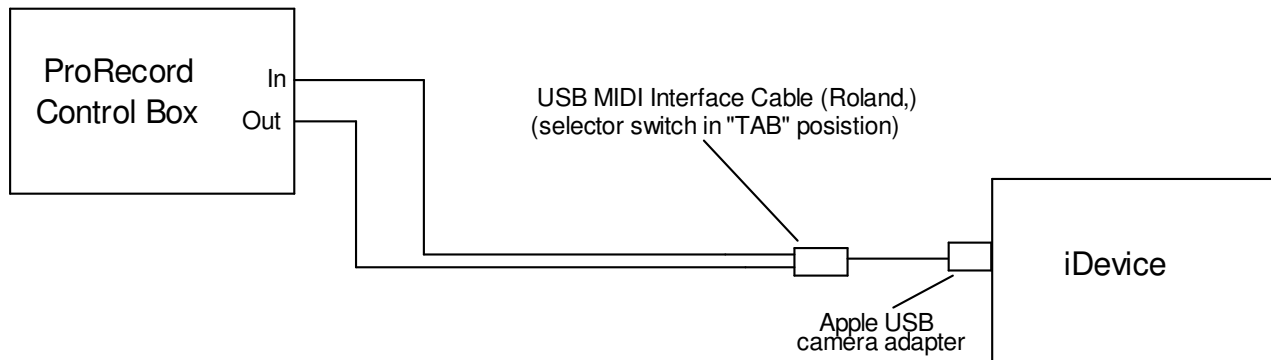 ProRecord
Control Box
In
Out
USB MIDI Interface Cable (Roland,)
(selector switch in "TAB" posistion)
iDevice
Apple USB
camera adapter